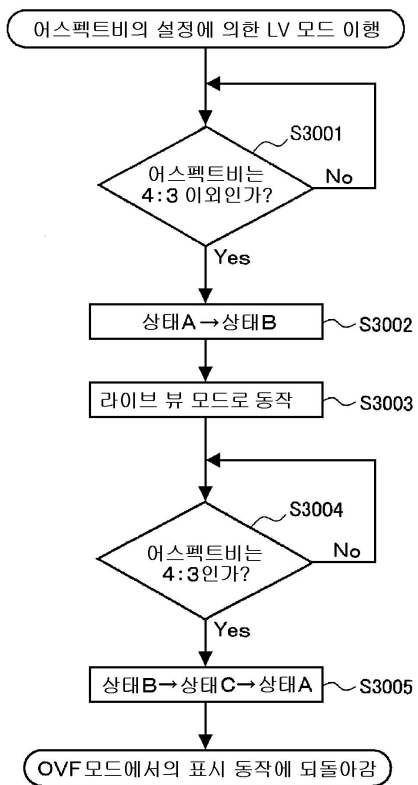 어스펙트비의 설정에 의한 LV 모드 이행
S3001
어스펙트비는
4:3 이외인가?
No
Yes
상태A→상태B
S3002
라이브 뷰 모드로 동작
S3003
S3004
어스펙트비는
4:3인가?
No
Yes
상태B→상태C→상태A
S3005
OVF모드에서의 표시 동작에 되돌아감